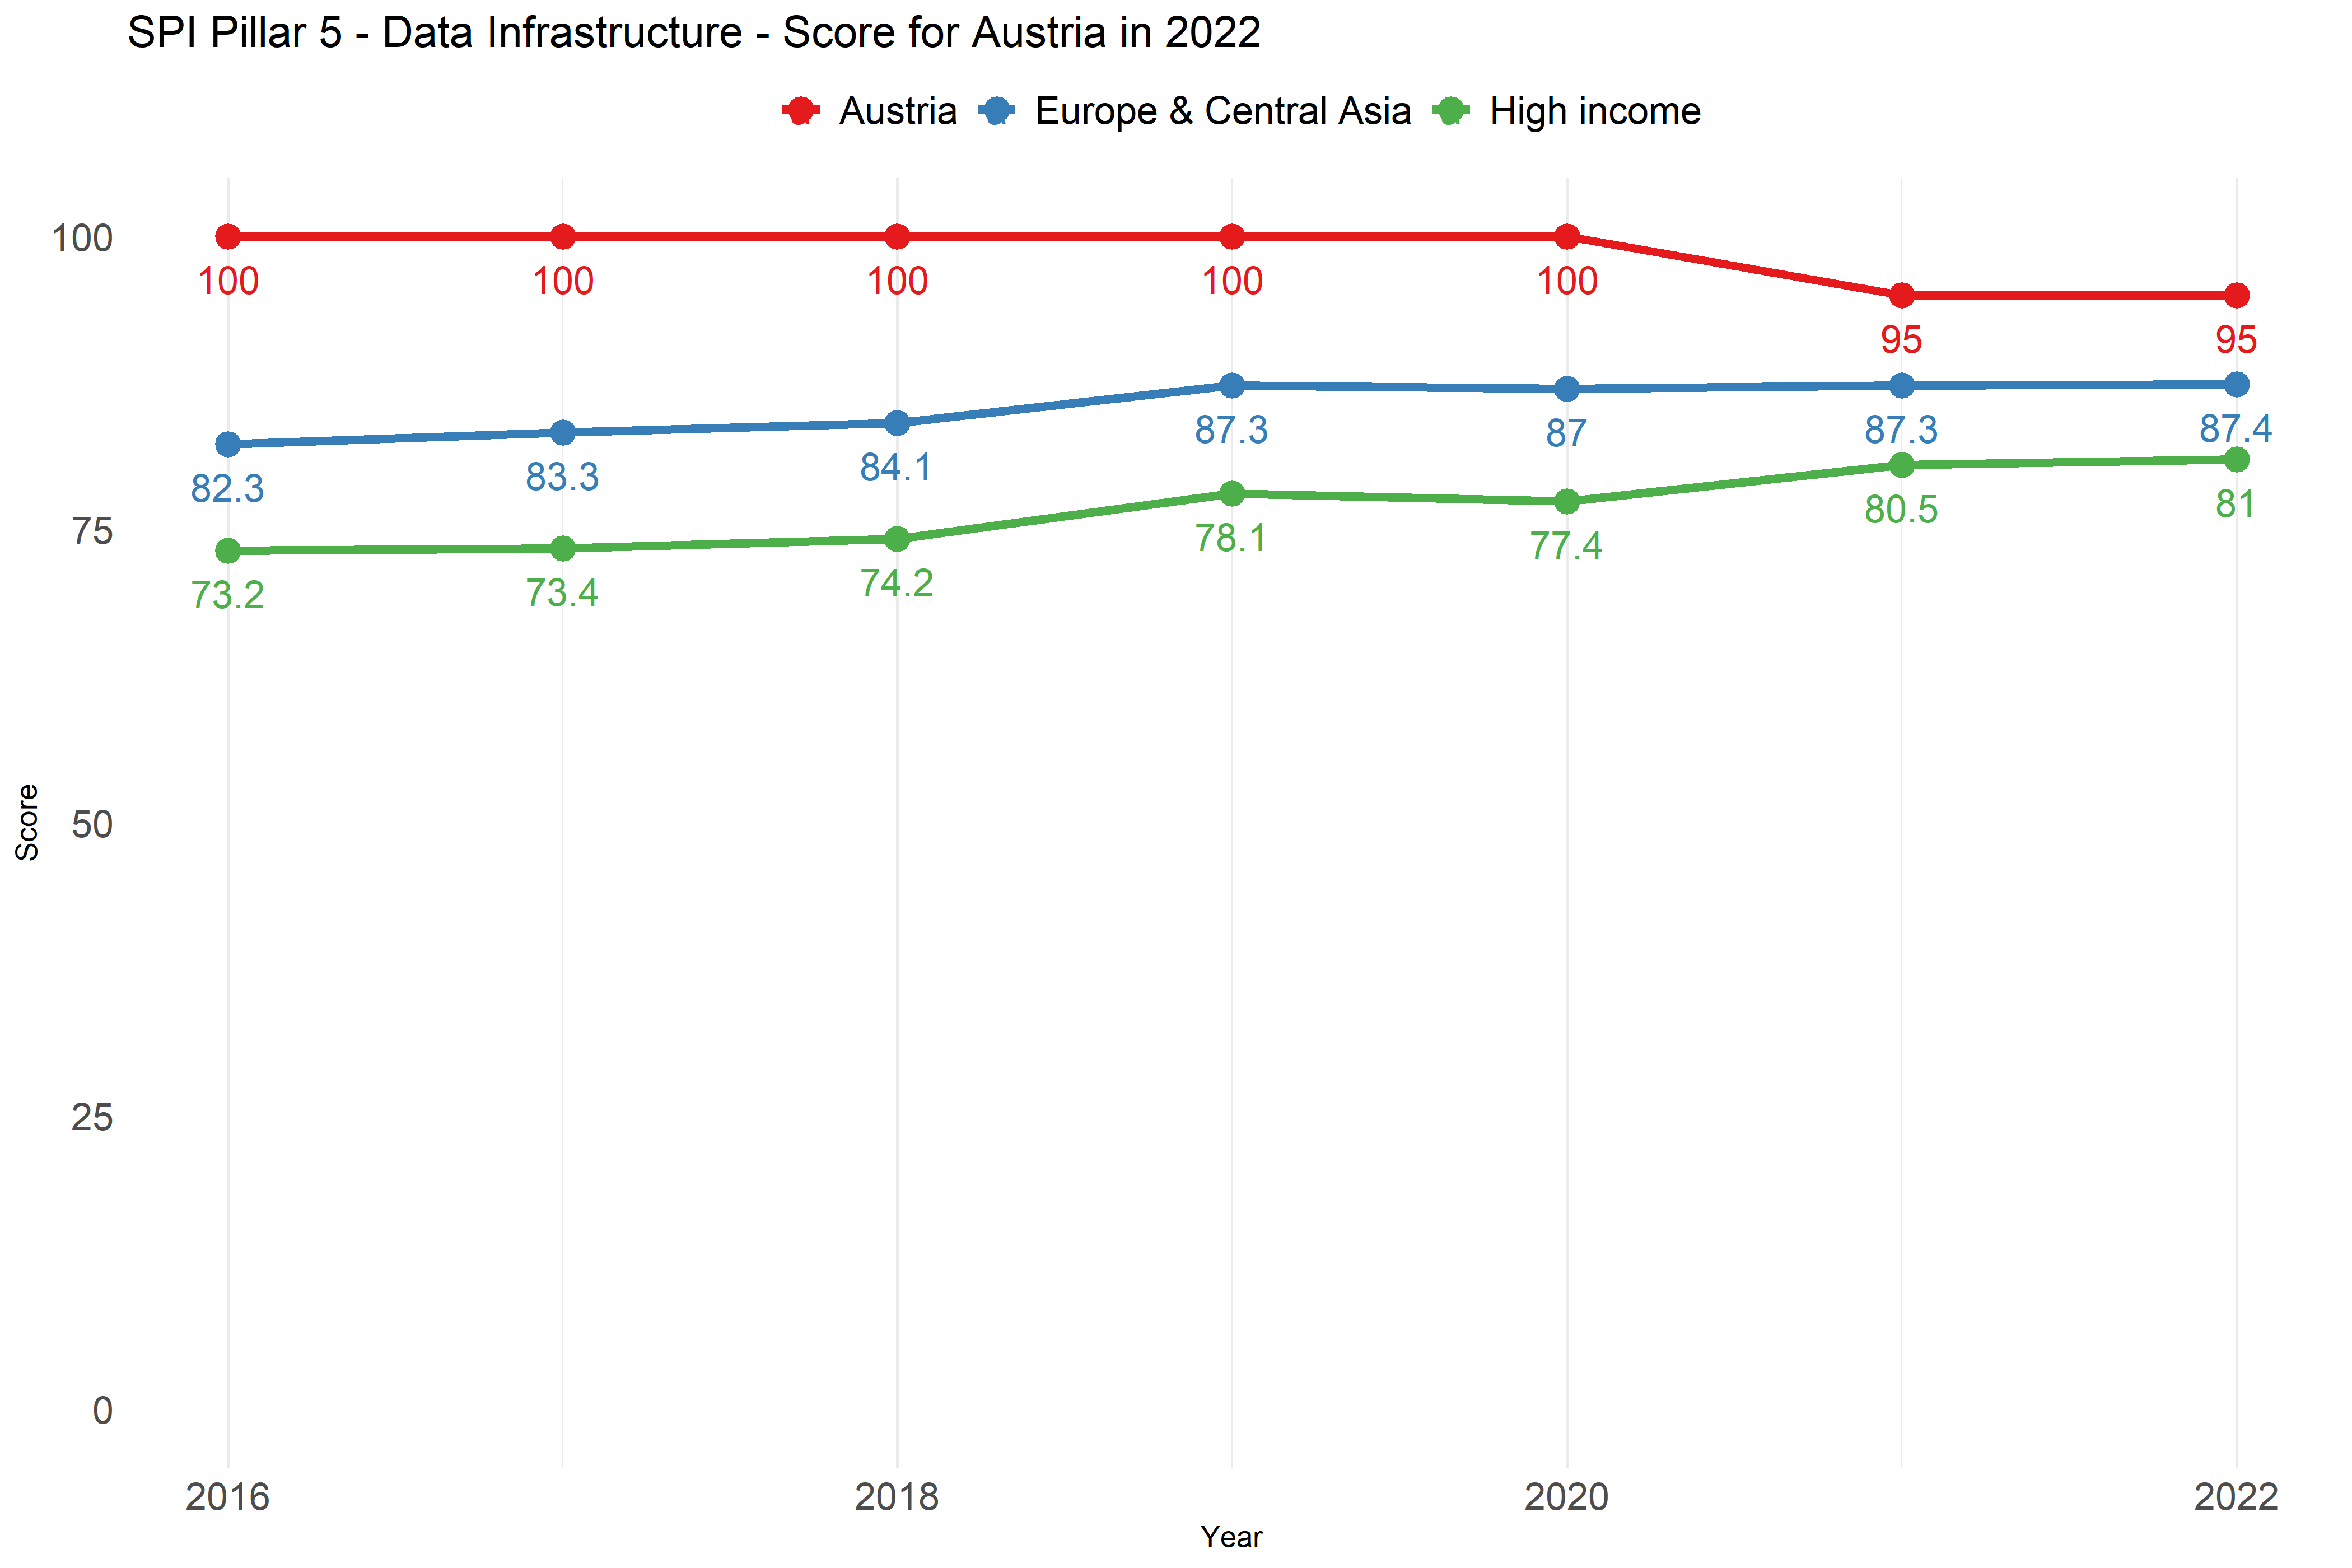 SPI Pillar 5 - Data Infrastructure - Score for Austria in 2022
Austria Europe & Central Asia High income
100
100 100 100 100 100
95 95
82.3 83.3 84.1 87.3 87 87.3 87.4
75
73.2 73.4 74.2 78.1 77.4 80.5 81
Score
50
25
0
2016 2018 2020 2022
Year